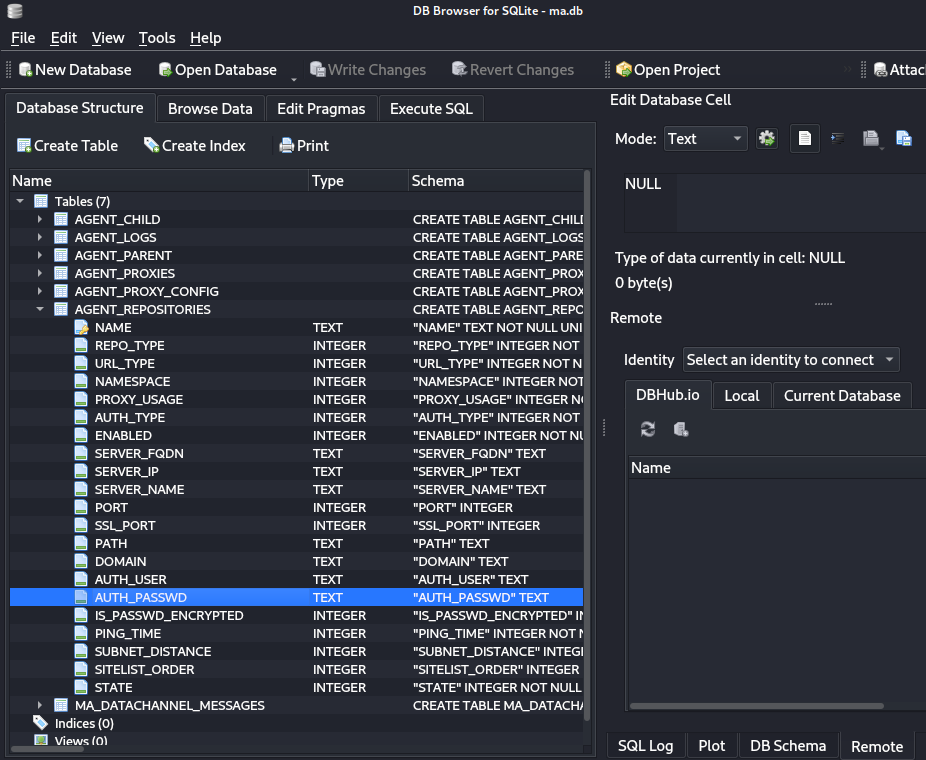 DB Browser for SQLite - ma.db
File Edit View Tools Help
New Database Open Database Write Changes Revert Changes Open Project Attac
Database Structure Browse Data Edit Pragmas Execute SQL
Create Table Create Index Print
Name Type Schema
Tables (7)
AGENT_CHILD CREATE TABLE AGENT_CHILD
AGENT_LOGS CREATE TABLE AGENT_LOGS
AGENT_PARENT CREATE TABLE AGENT_PARE
AGENT_PROXIES CREATE TABLE AGENT_PROX
AGENT_PROXY_CONFIG CREATE TABLE AGENT_PROX
AGENT_REPOSITORIES CREATE TABLE AGENT_REPO
NAME TEXT "NAME" TEXT NOT NULL UNI
REPO_TYPE INTEGER "REPO_TYPE" INTEGER NOT
URL_TYPE INTEGER "URL_TYPE" INTEGER NOT N
NAMESPACE INTEGER "NAMESPACE" INTEGER NOT
PROXY_USAGE INTEGER "PROXY_USAGE" INTEGER NO
AUTH_TYPE INTEGER "AUTH_TYPE" INTEGER NOT
ENABLED INTEGER "ENABLED" INTEGER NOT NU
SERVER_FQDN TEXT "SERVER_FQDN" TEXT
SERVER_IP TEXT "SERVER_IP" TEXT
SERVER_NAME TEXT "SERVER_NAME" TEXT
PORT INTEGER "PORT" INTEGER
SSL_PORT INTEGER "SSL_PORT" INTEGER
PATH TEXT "PATH" TEXT
DOMAIN TEXT "DOMAIN" TEXT
AUTH_USER TEXT "AUTH_USER" TEXT
AUTH_PASSWD TEXT "AUTH_PASSWD" TEXT
IS_PASSWD_ENCRYPTED INTEGER "IS_PASSWD_ENCRYPTED" IN
PING_TIME INTEGER "PING_TIME" INTEGER NOT N
SUBNET_DISTANCE INTEGER "SUBNET_DISTANCE" INTEGE
SITELIST_ORDER INTEGER "SITELIST_ORDER" INTEGER
STATE INTEGER "STATE" INTEGER NOT NULL
MA_DATACHANNEL_MESSAGES CREATE TABLE MA_DATACHA
Indices (0)
Views (0)
Edit Database Cell
Mode: Text
NULL
Type of data currently in cell: NULL
0 byte(s)
Remote
Identity Select an identity to connect
DBHub.io Local Current Database
Name
SQL Log Plot DB Schema Remote